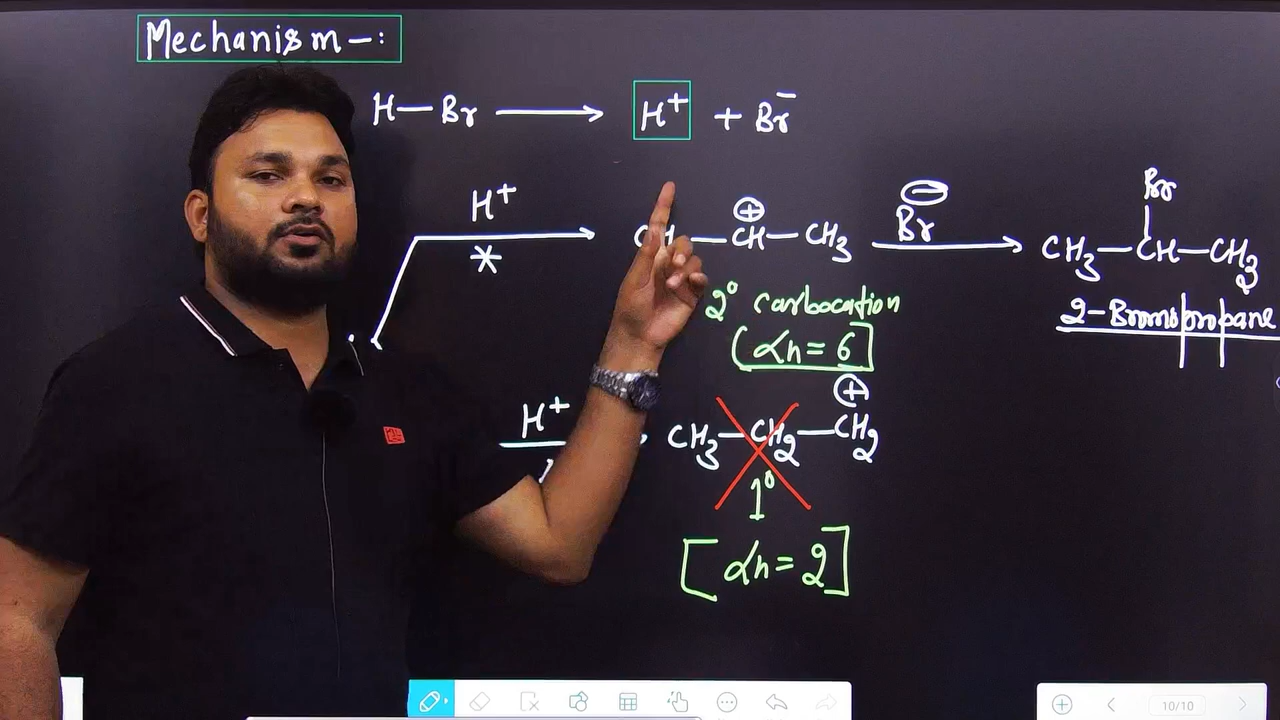 Mechanism -:
H—Br ⟶ H⁺ + Br⁻
H⁺
*
CH—CH—CH₃
⊕
Br
⊖
CH₃—CH—CH₃
Br
2-Bromopropane
2° carbocation
(αh = 6]
H⁺
CH₃—CH₂—CH₂
⊕
1°
[αh = 2]
10/10